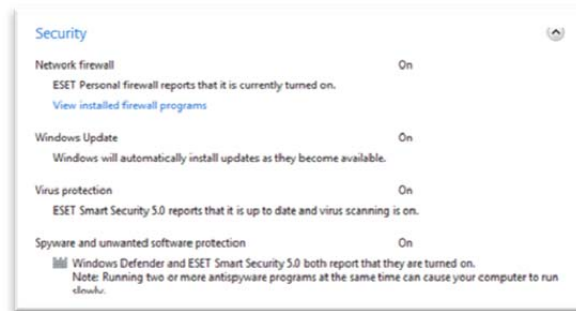 Security
Network firewall On
ESET Personal firewall reports that it is currently turned on.
View installed firewall programs
Windows Update On
Windows will automatically install updates as they become available.
Virus protection On
ESET Smart Security 5.0 reports that it is up to date and virus scanning is on.
Spyware and unwanted software protection On
Windows Defender and ESET Smart Security 5.0 both report that they are turned on.
Note: Running two or more antispyware programs at the same time can cause your computer to run
slowly.